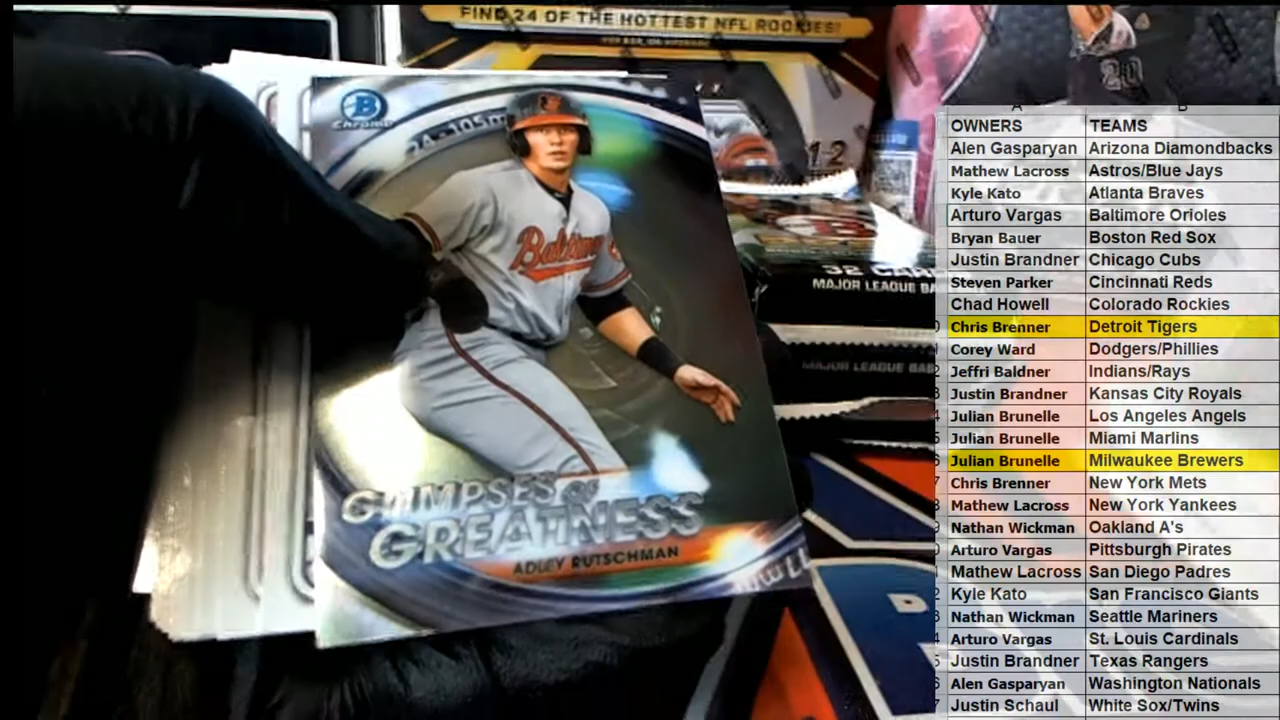 FIND 24 OF THE HOTTEST NFL ROOKIES!
B
Chrome
20
1-2
Baltimore
GLIMPSES OF
GREATNESS
ADLEY RUTSCHMAN
32 CAR
MAJOR LEAGUE BA
MAJOR LEAGUE BA
A B
OWNERS TEAMS
Alen Gasparyan Arizona Diamondbacks
Mathew Lacross Astros/Blue Jays
Kyle Kato Atlanta Braves
Arturo Vargas Baltimore Orioles
Bryan Bauer Boston Red Sox
Justin Brandner Chicago Cubs
Steven Parker Cincinnati Reds
Chad Howell Colorado Rockies
Chris Brenner Detroit Tigers
Corey Ward Dodgers/Phillies
Jeffri Baldner Indians/Rays
Justin Brandner Kansas City Royals
Julian Brunelle Los Angeles Angels
Julian Brunelle Miami Marlins
Julian Brunelle Milwaukee Brewers
Chris Brenner New York Mets
Mathew Lacross New York Yankees
Nathan Wickman Oakland A's
Arturo Vargas Pittsburgh Pirates
Mathew Lacross San Diego Padres
Kyle Kato San Francisco Giants
Nathan Wickman Seattle Mariners
Arturo Vargas St. Louis Cardinals
Justin Brandner Texas Rangers
Alen Gasparyan Washington Nationals
Justin Schaul White Sox/Twins